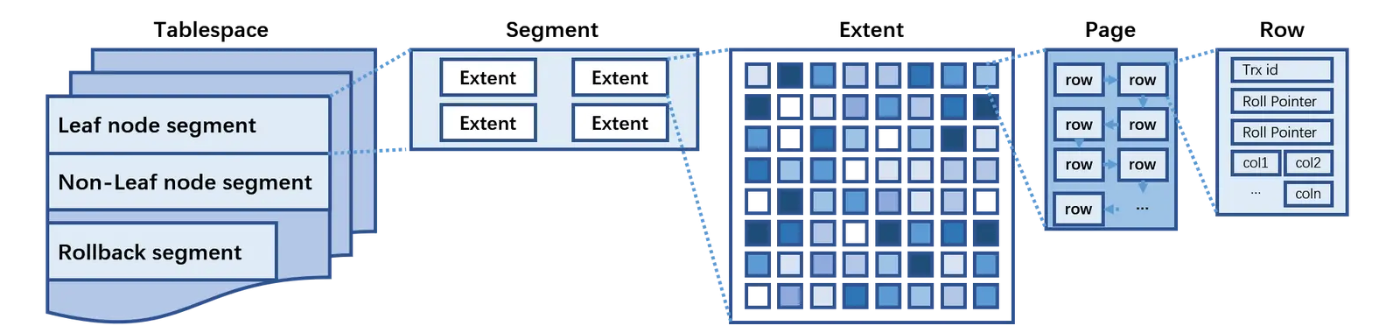 Tablespace
Segment
Extent
Page
Row
Leaf node segment
Non-Leaf node segment
Rollback segment
Extent Extent
Extent Extent
row row
row row
row row
row ...
Trx id
Roll Pointer
Roll Pointer
col1 col2
... coln